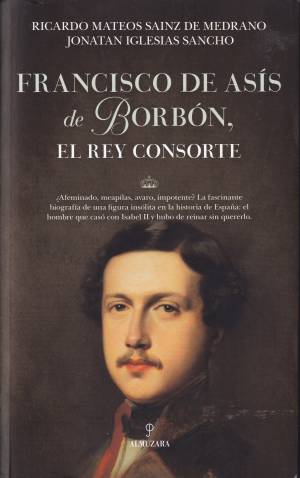 RICARDO MATEOS SAINZ DE MEDRANO
JONATAN IGLESIAS SANCHO
FRANCISCO DE ASÍS
de BORBÓN,
EL REY CONSORTE
¿Afeminado, meapilas, avaro, impotente? La fascinante
biografía de una figura insólita en la historia de España: el
hombre que casó con Isabel II y hubo de reinar sin quererlo.
ALMUZARA